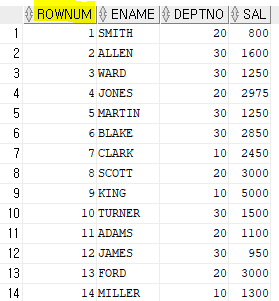 ROWNUM ENAME DEPTNO SAL
1 1 SMITH 20 800
2 2 ALLEN 30 1600
3 3 WARD 30 1250
4 4 JONES 20 2975
5 5 MARTIN 30 1250
6 6 BLAKE 30 2850
7 7 CLARK 10 2450
8 8 SCOTT 20 3000
9 9 KING 10 5000
10 10 TURNER 30 1500
11 11 ADAMS 20 1100
12 12 JAMES 30 950
13 13 FORD 20 3000
14 14 MILLER 10 1300